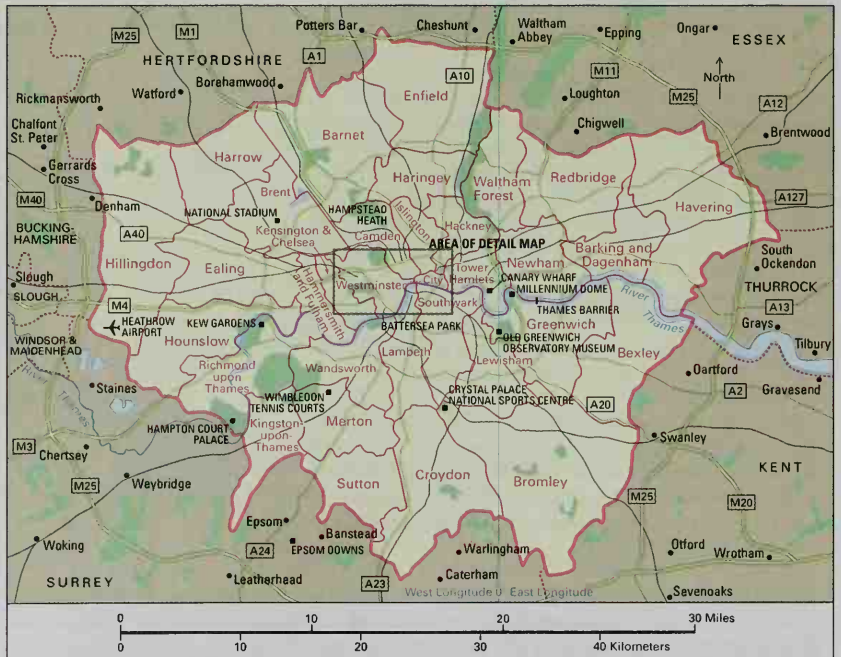 Potters Bar
Cheshunt
Waltham
Abbey
Epping
Ongar
ESSEX
M25
M1
A1
HERTFORDSHIRE
A10
M11
North
Rickmansworth
Watford
Borehamwood
Enfield
Loughton
M25
A12
Chalfont
St. Peter
Barnet
Chigwell
Brentwood
Gerrards
Cross
Harrow
Haringey
Waltham
Forest
Redbridge
Havering
A127
M40
Denham
Brent
NATIONAL STADIUM
HAMPSTEAD
HEATH
Islington
Hackney
BUCKING-
HAMSHIRE
A40
Kensington &
Chelsea
Camden
AREA OF DETAIL MAP
Barking and
Dagenham
South
Ockendon
Hillingdon
Ealing
Hammersmith
and Fulham
Westminster
City
Tower
Hamlets
Newham
CANARY WHARF
MILLENNIUM DOME
River
Thames
THURROCK
Slough
SLOUGH
M4
Southwark
THAMES BARRIER
A13
HEATHROW
AIRPORT
KEW GARDENS
BATTERSEA PARK
Greenwich
Grays
Tilbury
WINDSOR &
MAIDENHEAD
Hounslow
Lambeth
OLD GREENWICH
OBSERVATORY MUSEUM
Bexley
River Thames
Richmond
upon
Thames
Wandsworth
Lewisham
Oartford
A2
Gravesend
Staines
WIMBLEDON
TENNIS COURTS
CRYSTAL PALACE
NATIONAL SPORTS CENTRE
A20
HAMPTON COURT
PALACE
Kingston
upon-
Thames
Merton
Swanley
M3
Chertsey
KENT
M25
Weybridge
Sutton
Croydon
Bromley
M25
M20
Epsom
Banstead
Woking
A24
EPSOM DOWNS
Warlingham
Otford
Wrotham
SURREY
Leatherhead
A23
Caterham
West Longitude 0 East Longitude
Sevenoaks
0 10 20 30 Miles
0 10 20 30 40 Kilometers